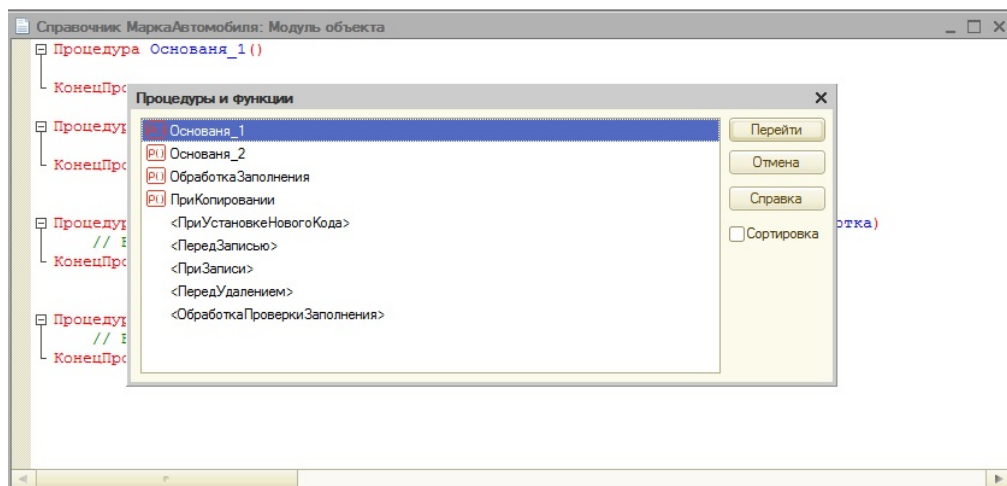 Справочник МаркаАвтомобиля: Модуль объекта
Процедура Основаня_1()
КонецПро
Процедур
КонецПро
Процедур
отка)
//
КонецПро
Процедур
//
КонецПро
Процедуры и функции
Основаня_1
Основаня_2
ОбработкаЗаполнения
ПриКопировании
<ПриУстановкеНовогоКода>
<ПередЗаписью>
<ПриЗаписи>
<ПередУдалением>
<ОбработкаПроверкиЗаполнения>
Перейти
Отмена
Справка
Сортировка